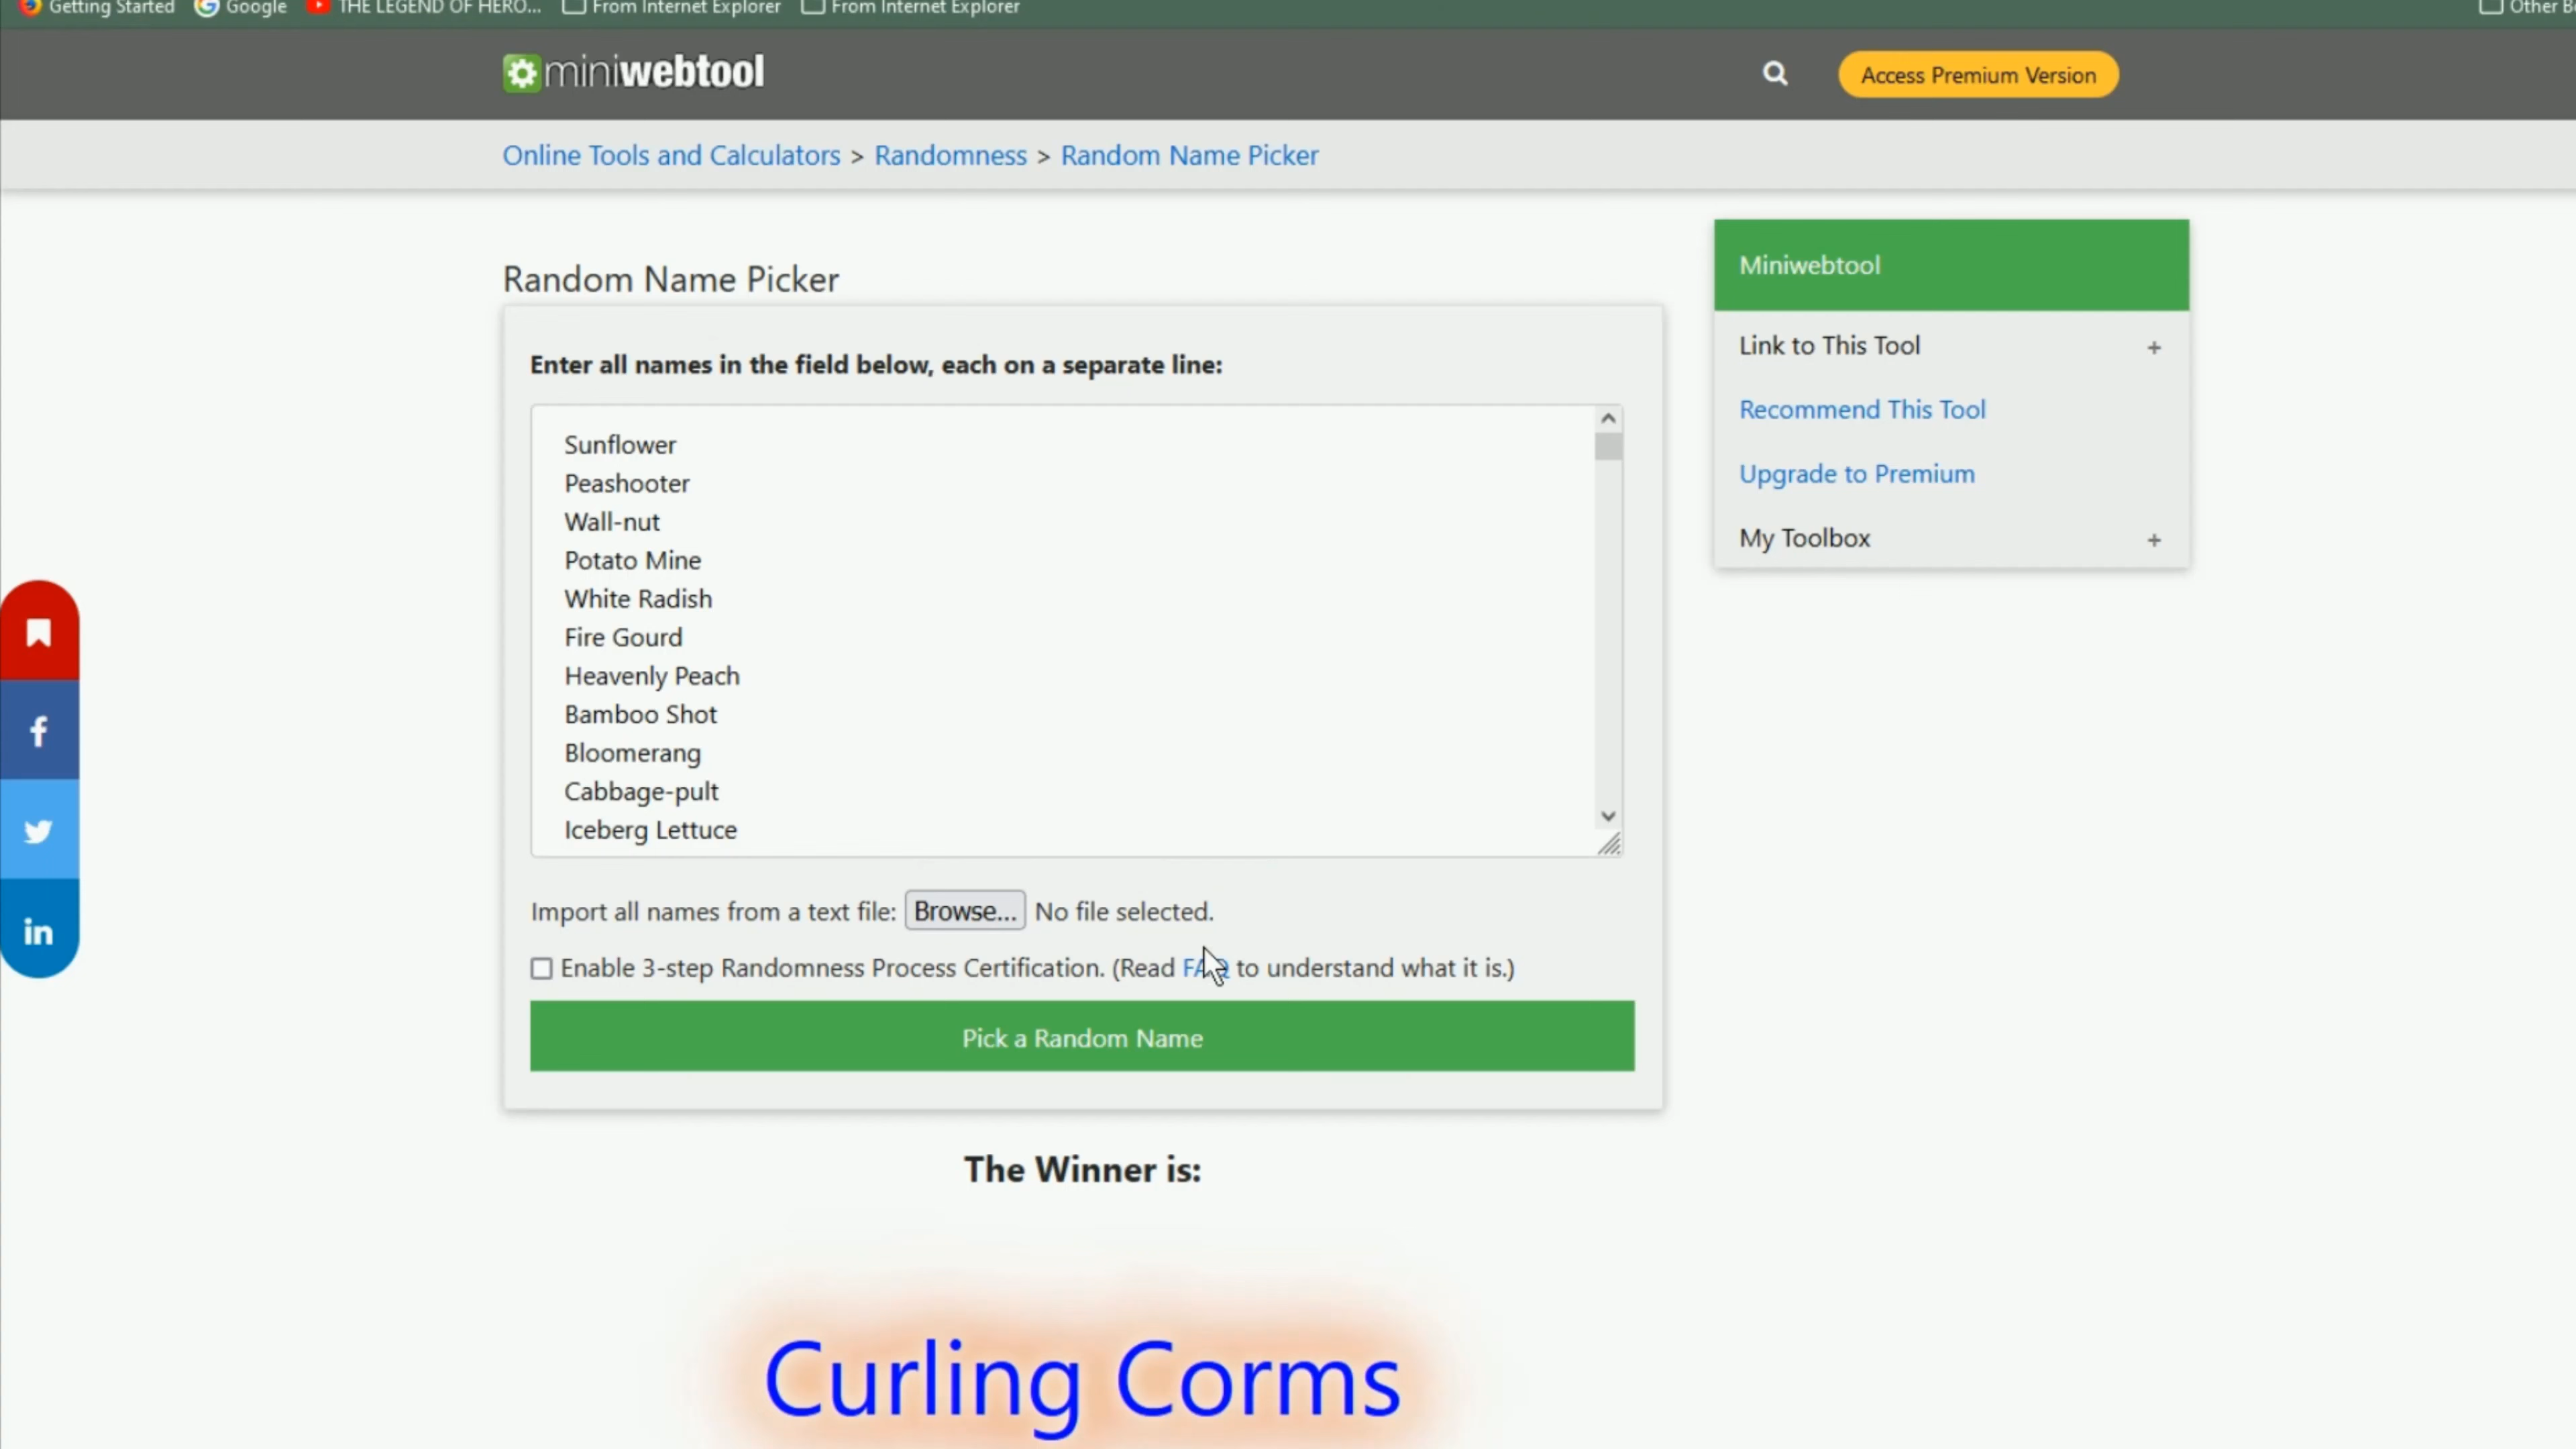 Getting Started Google THE LEGEND OF HERO... From Internet Explorer From Internet Explorer Other B
miniwebtool
Access Premium Version
Online Tools and Calculators > Randomness > Random Name Picker
Random Name Picker
Enter all names in the field below, each on a separate line:
Sunflower
Peashooter
Wall-nut
Potato Mine
White Radish
Fire Gourd
Heavenly Peach
Bamboo Shot
Bloomerang
Cabbage-pult
Iceberg Lettuce
Import all names from a text file: Browse... No file selected.
Enable 3-step Randomness Process Certification. (Read FAQ to understand what it is.)
Pick a Random Name
The Winner is:
Curling Corms
Miniwebtool
Link to This Tool +
Recommend This Tool
Upgrade to Premium
My Toolbox +